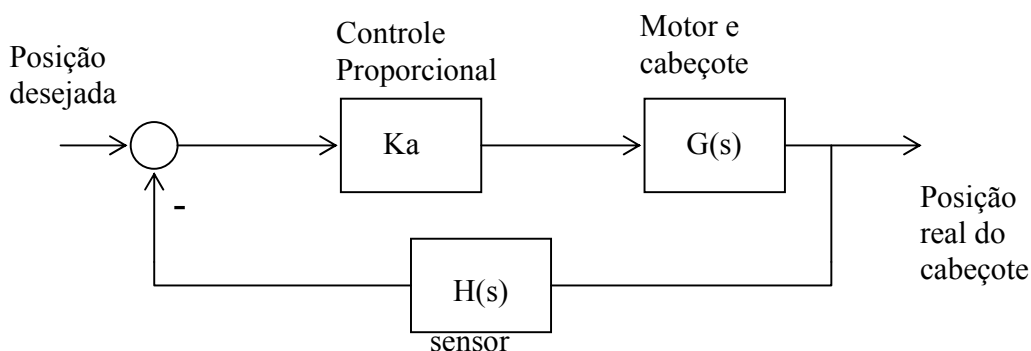 Posição
desejada
Controle
Proporcional
Motor e
cabeçote
Ka
G(s)
-
H(s)
sensor
Posição
real do
cabeçote